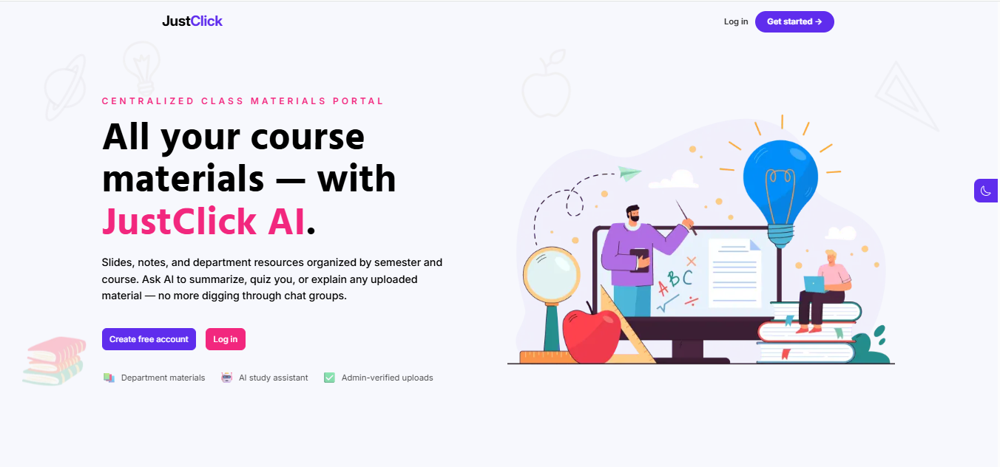 JustClick
Log in
Get started →
CENTRALIZED CLASS MATERIALS PORTAL
All your course
materials — with
JustClick AI.
Slides, notes, and department resources organized by semester and
course. Ask AI to summarize, quiz you, or explain any uploaded
material — no more digging through chat groups.
A B C
Create free account
Log in
Department materials
AI study assistant
Admin-verified uploads